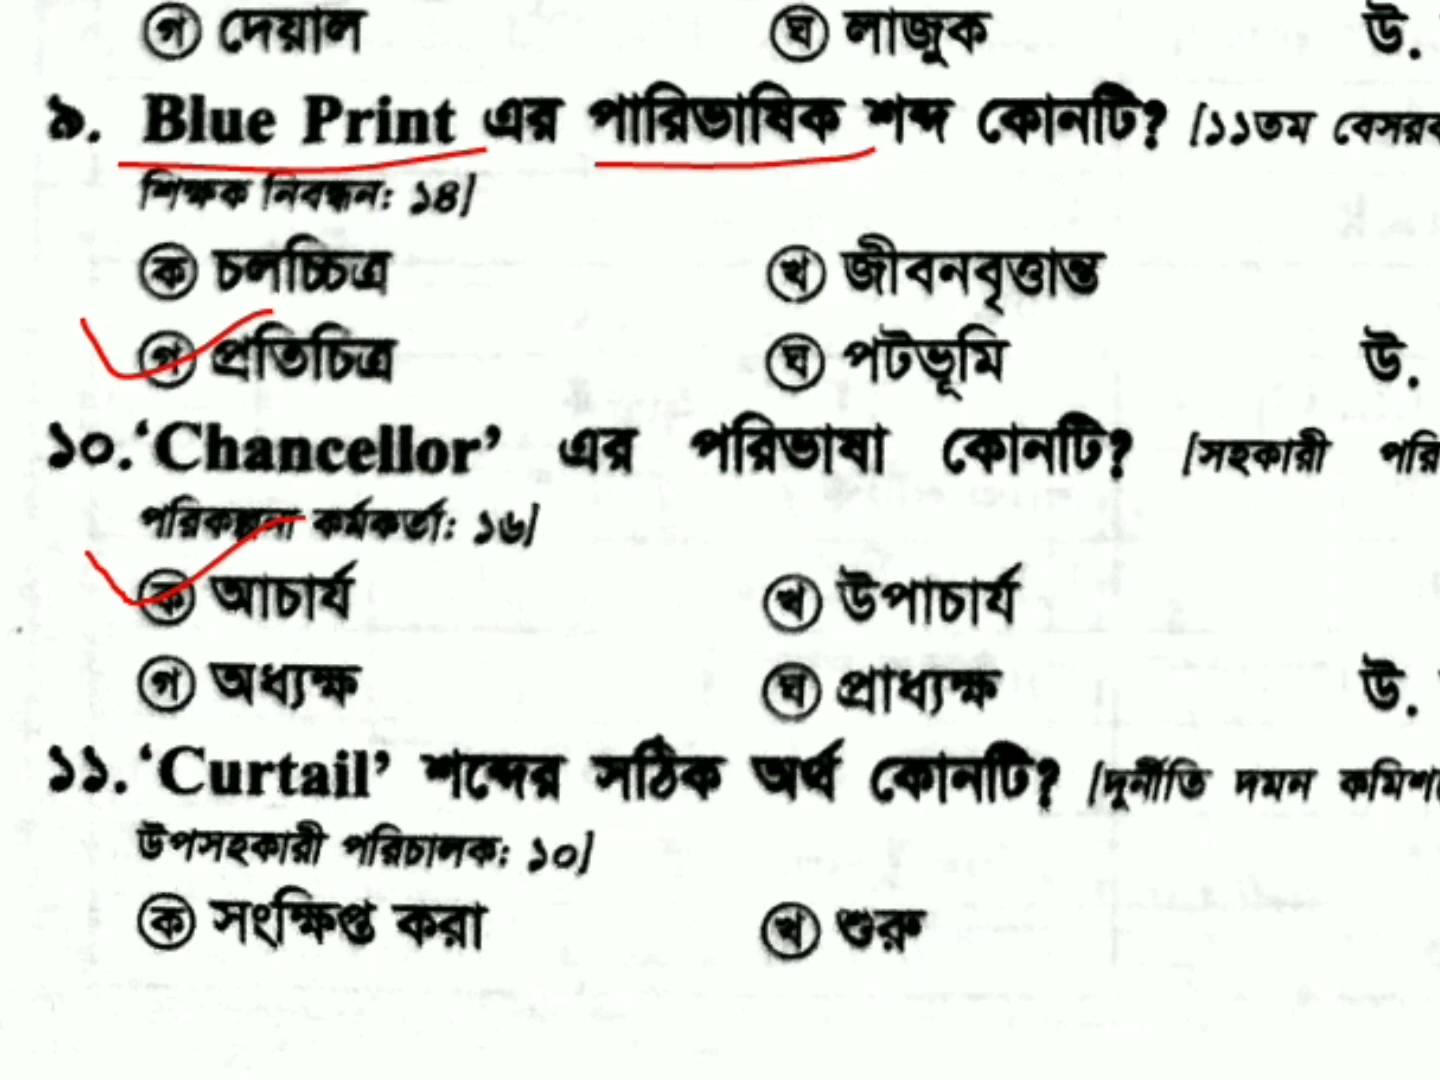 গ দেয়াল ঘ লাজুক উ.
৯. Blue Print এর পারিভাষিক শব্দ কোনটি? [১১তম
শিক্ষক নিবন্ধন: ১৪]
ক চলচ্চিত্র খ জীবনবৃত্তান্ত
গ প্রতিচিত্র ঘ পটভূমি উ.
১০. ‘Chancellor’ এর পরিভাষা কোনটি? [সহকারী
পরিকল্পনা কর্মকর্তা: ১৬]
ক আচার্য খ উপাচার্য
গ অধ্যক্ষ ঘ প্রাধ্যক্ষ উ.
১১. ‘Curtail’ শব্দের সঠিক অর্থ কোনটি? [দুর্নীতি দমন
উপসহকারী পরিচালক: ১০]
ক সংক্ষিপ্ত করা খ শুরু